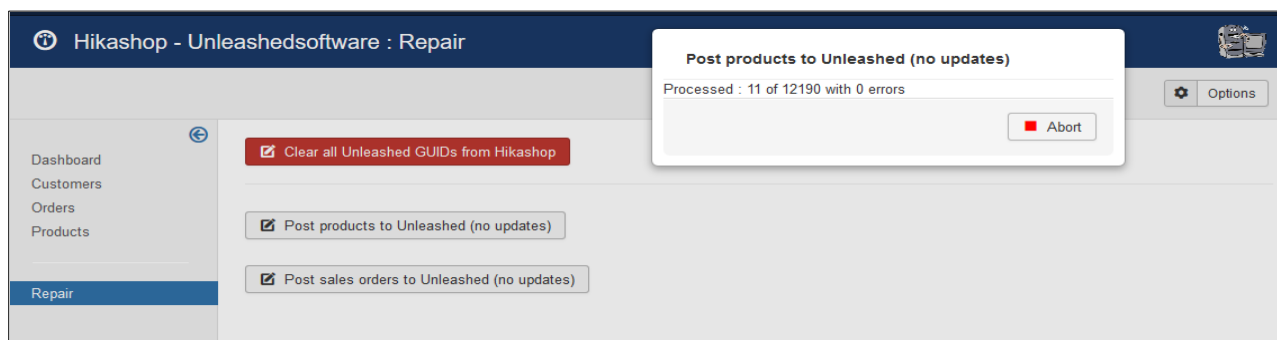 Hikashop - Unleashedsoftware : Repair
Post products to Unleashed (no updates)
Processed : 11 of 12190 with 0 errors
Abort
Options
Dashboard
Customers
Orders
Products
Repair
Clear all Unleashed GUIDs from Hikashop
Post products to Unleashed (no updates)
Post sales orders to Unleashed (no updates)